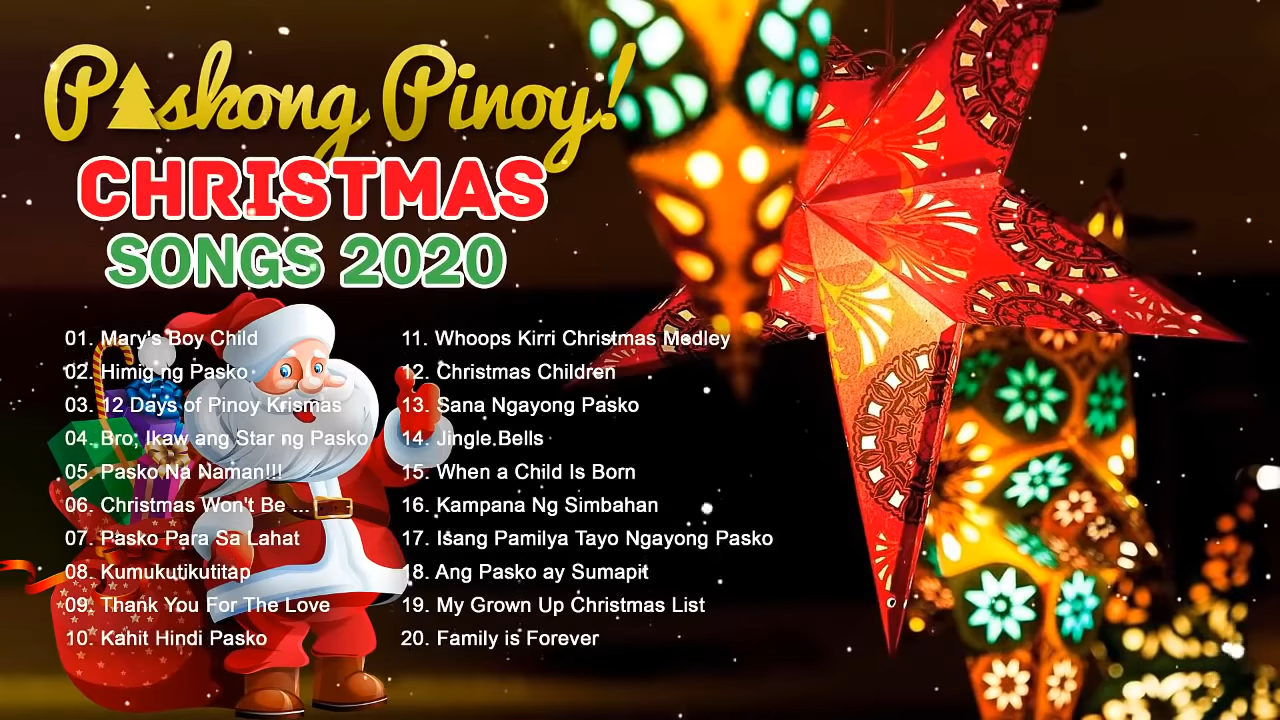 Paskong Pinoy!
CHRISTMAS
SONGS 2020
01. Mary's Boy Child
02. Himig ng Pasko
03. 12 Days of Pinoy Krismas
04. Bro, Ikaw ang Star ng Pasko
05. Pasko Na Naman!!!
06. Christmas Won't Be ...
07. Pasko Para Sa Lahat
08. Kumukutikutitap
09. Thank You For The Love
10. Kahit Hindi Pasko
11. Whoops Kirri Christmas Medley
12. Christmas Children
13. Sana Ngayong Pasko
14. Jingle Bells
15. When a Child Is Born
16. Kampana Ng Simbahan
17. Isang Pamilya Tayo Ngayong Pasko
18. Ang Pasko ay Sumapit
19. My Grown Up Christmas List
20. Family is Forever